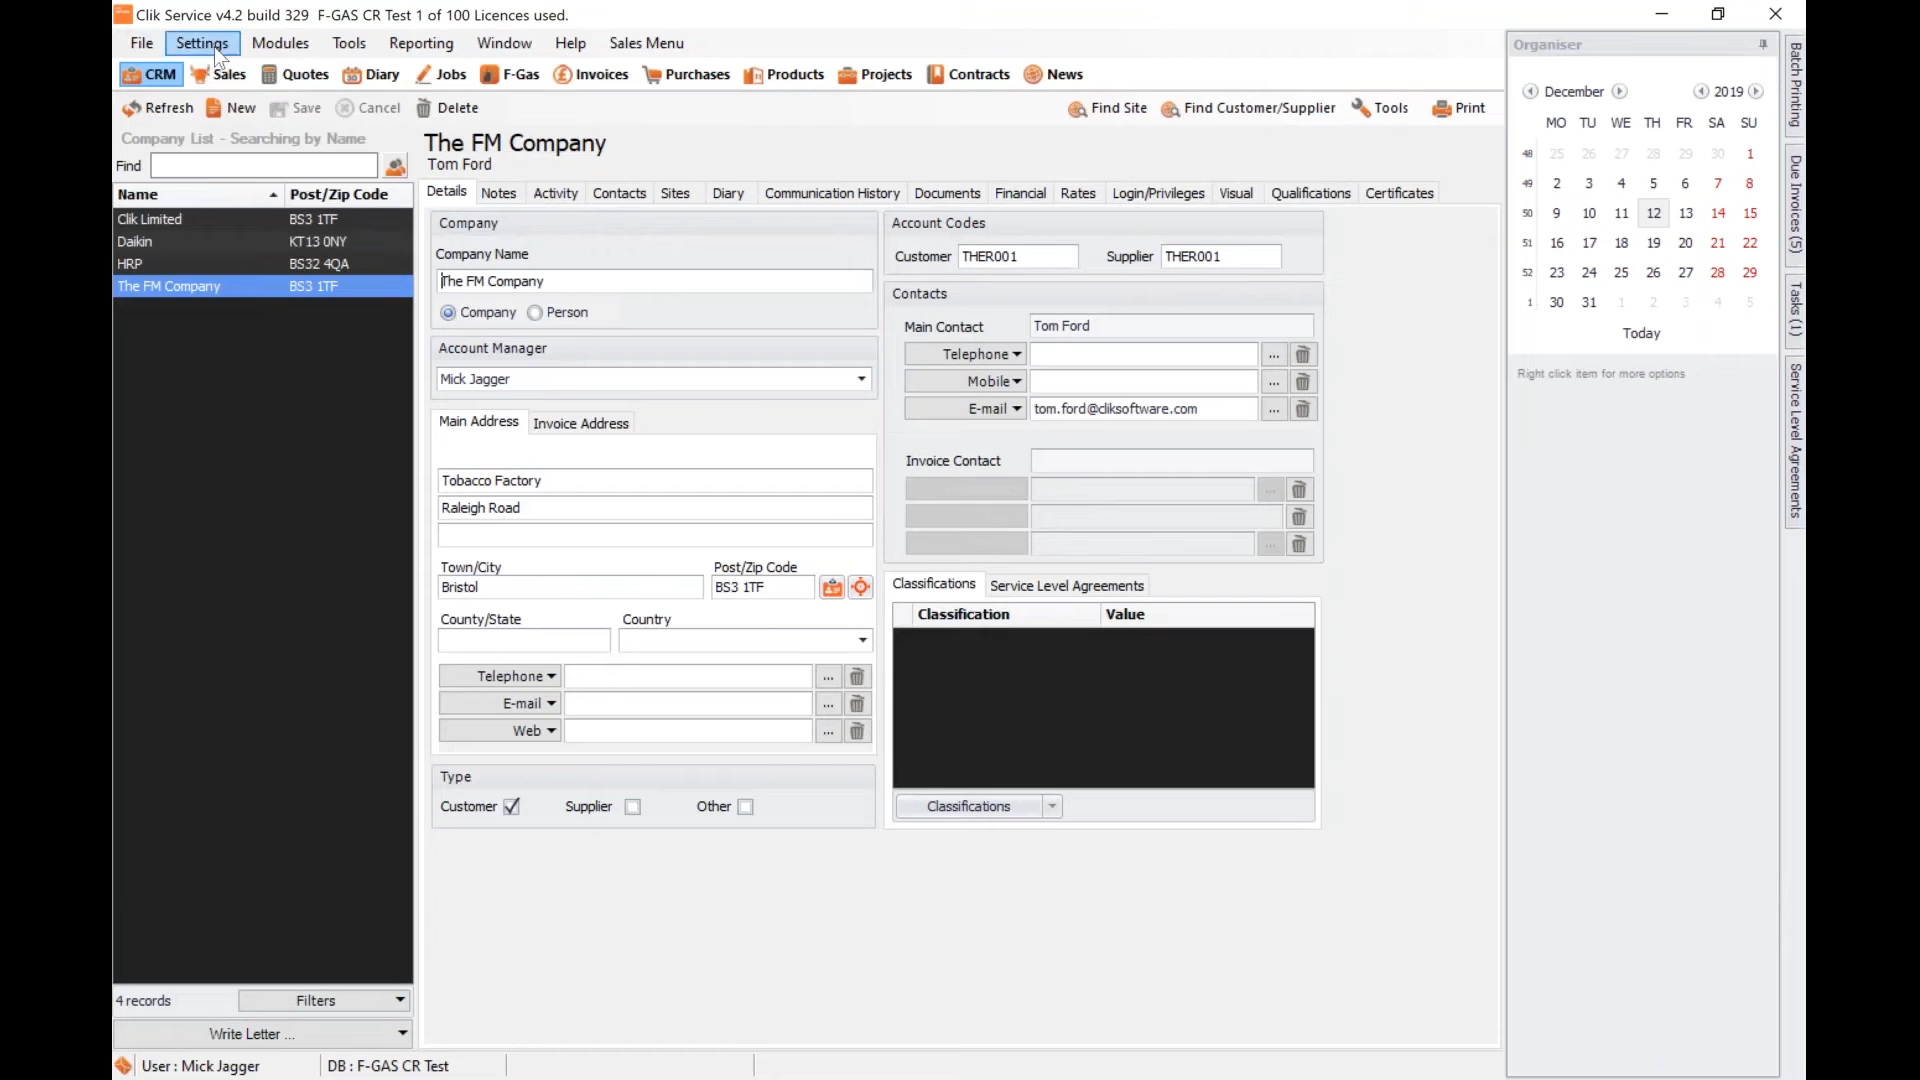 Clik Service v4.2 build 329 F-GAS CR Test 1 of 100 Licences used.
File Settings Modules Tools Reporting Window Help Sales Menu
CRM Sales Quotes Diary Jobs F-Gas Invoices Purchases Products Projects Contracts News
Refresh New Save Cancel Delete Find Site Find Customer/Supplier Tools Print
Company List - Searching by Name
Find
Name Post/Zip Code
Clik Limited BS3 1TF
Daikin KT13 0NY
HRP BS32 4QA
The FM Company BS3 1TF
4 records Filters
Write Letter ...
The FM Company
Tom Ford
Details Notes Activity Contacts Sites Diary Communication History Documents Financial Rates Login/Privileges Visual Qualifications Certificates
Company
Company Name
The FM Company
Company Person
Account Manager
Mick Jagger
Main Address Invoice Address
Tobacco Factory
Raleigh Road
Town/City Post/Zip Code
Bristol BS3 1TF
County/State Country
Telephone ...
E-mail ...
Web ...
Type
Customer Supplier Other
Account Codes
Customer THER001 Supplier THER001
Contacts
Main Contact Tom Ford
Telephone ...
Mobile ...
E-mail tom.ford@cliksoftware.com ...
Invoice Contact
...
...
Classifications Service Level Agreements
Classification Value
Classifications
Organiser
December 2019
MO TU WE TH FR SA SU
48 25 26 27 28 29 30 1
49 2 3 4 5 6 7 8
50 9 10 11 12 13 14 15
51 16 17 18 19 20 21 22
52 23 24 25 26 27 28 29
1 30 31 1 2 3 4 5
Today
Right click item for more options
Batch Printing
Due Invoices (5)
Tasks (1)
Service Level Agreements
User : Mick Jagger DB : F-GAS CR Test